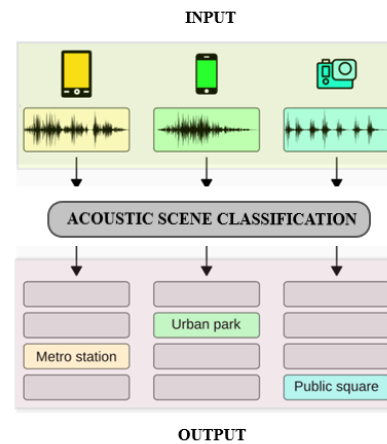 INPUT
ACOUSTIC SCENE CLASSIFICATION
Urban park
Metro station
Public square
OUTPUT